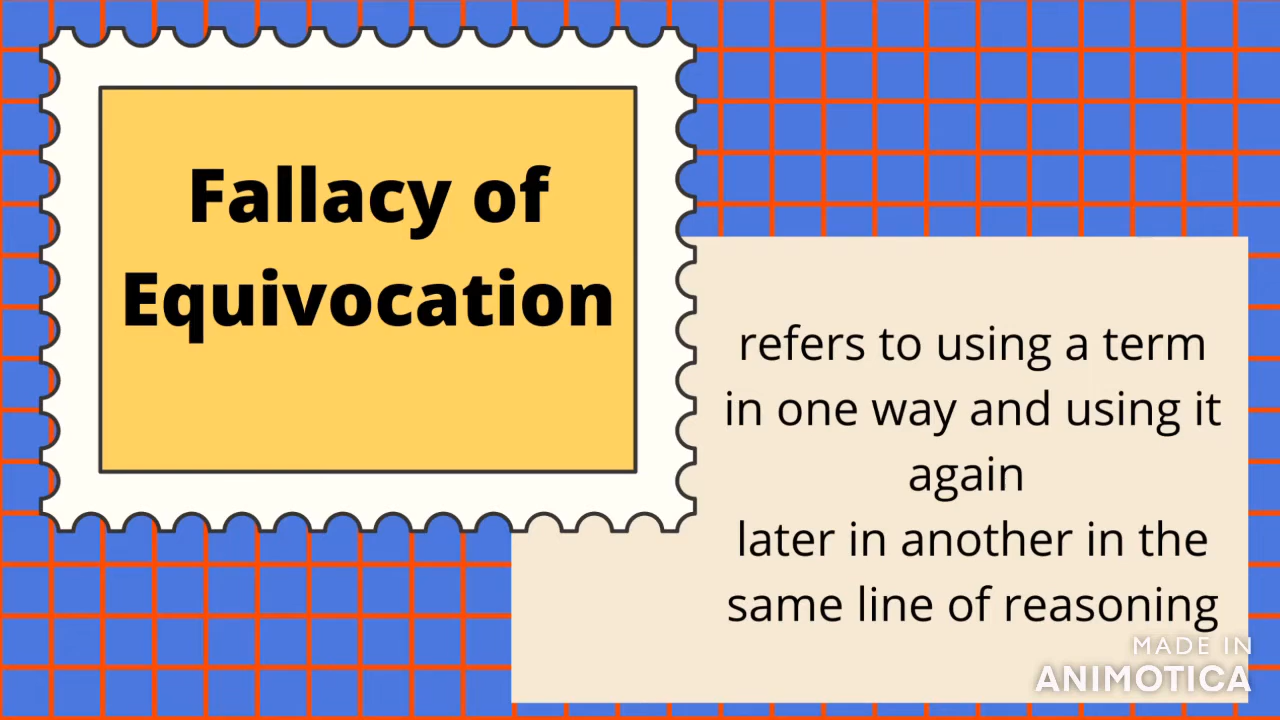 Fallacy of
Equivocation
refers to using a term
in one way and using it
again
later in another in the
same line of reasoning
MADE IN
ANIMOTICA